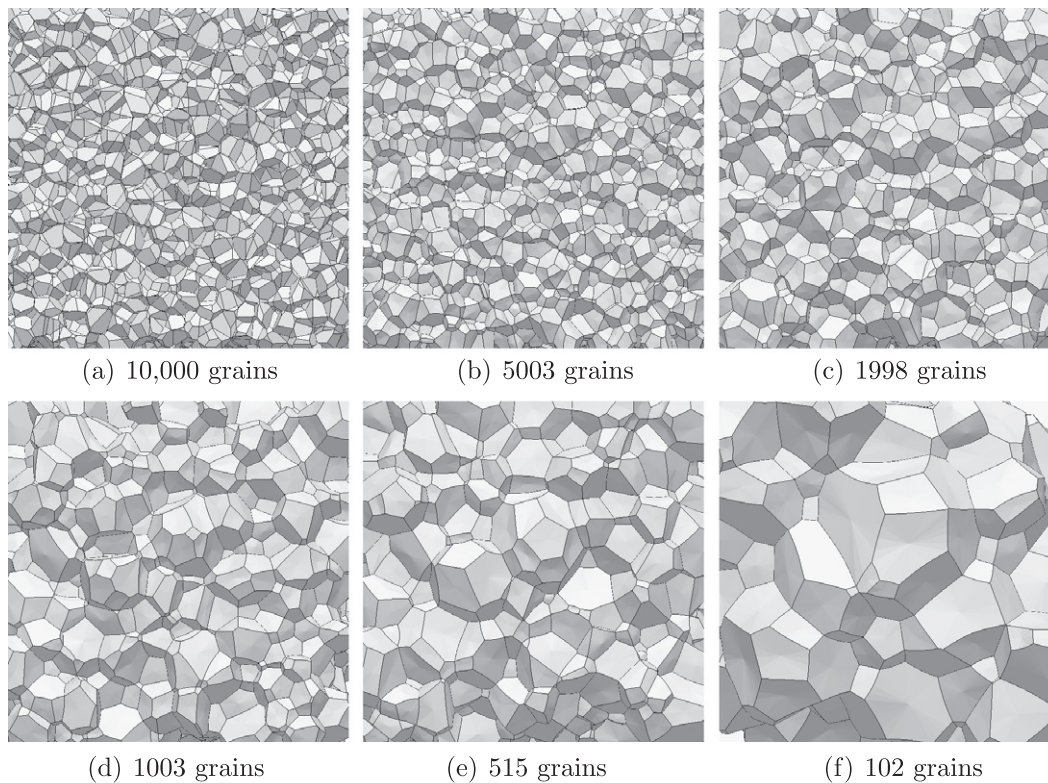 (a) 10,000 grains
(b) 5003 grains
(c) 1998 grains
(d) 1003 grains
(e) 515 grains
(f) 102 grains